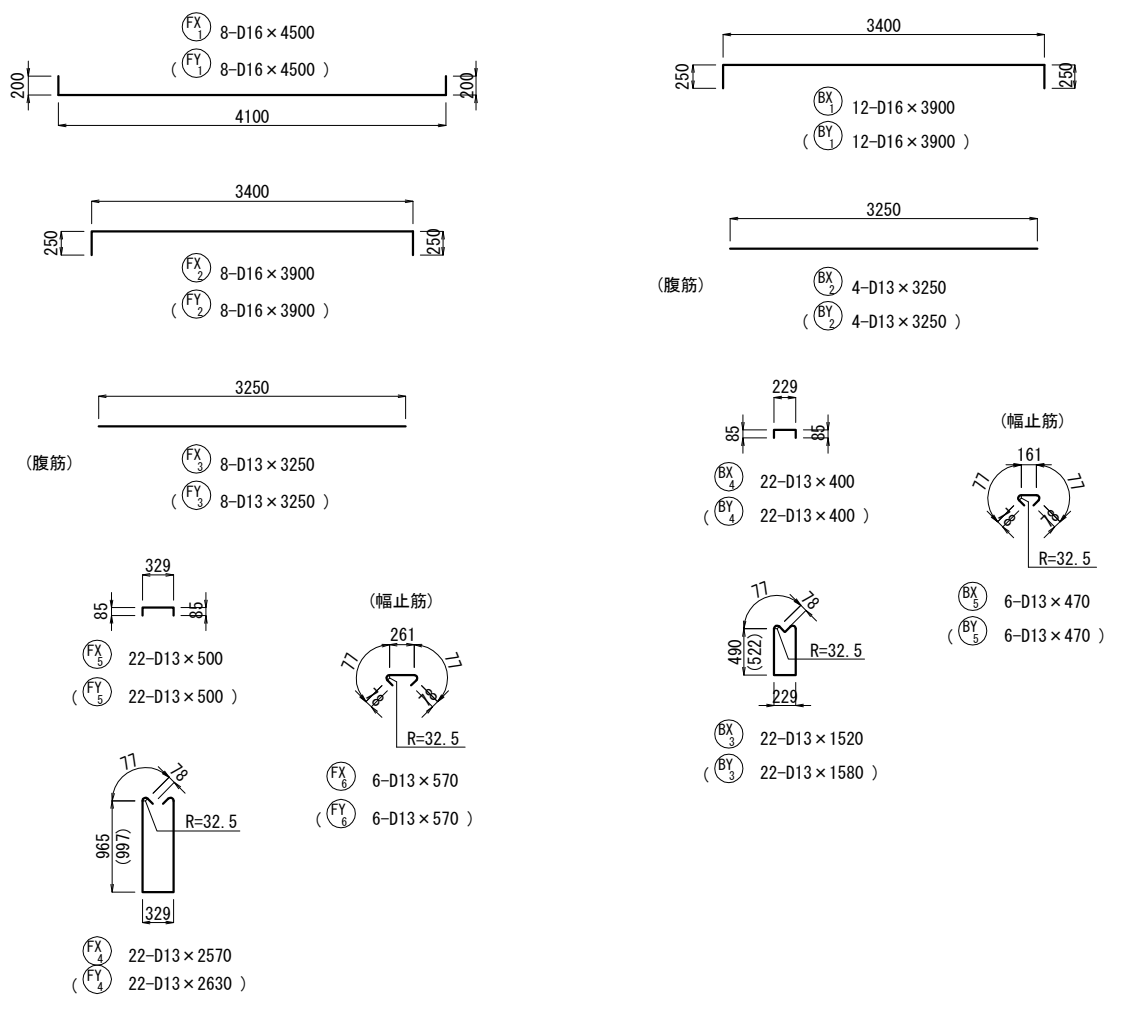 FX1 8-D16×4500
( FY1 8-D16×4500 )
200
200
4100
3400
250
250
FX2 8-D16×3900
( FY2 8-D16×3900 )
3250
(腹筋)
FX3 8-D13×3250
( FY3 8-D13×3250 )
329
85
85
FX5 22-D13×500
( FY5 22-D13×500 )
(幅止筋)
261
77
77
78
78
R=32.5
FX6 6-D13×570
( FY6 6-D13×570 )
77
78
R=32.5
965
(997)
329
FX4 22-D13×2570
( FY4 22-D13×2630 )
3400
250
250
BX1 12-D16×3900
( BY1 12-D16×3900 )
3250
(腹筋)
BX2 4-D13×3250
( BY2 4-D13×3250 )
229
85
85
BX4 22-D13×400
( BY4 22-D13×400 )
(幅止筋)
161
77
77
78
78
R=32.5
BX5 6-D13×470
( BY5 6-D13×470 )
77
78
490
(522)
R=32.5
229
BX3 22-D13×1520
( BY3 22-D13×1580 )